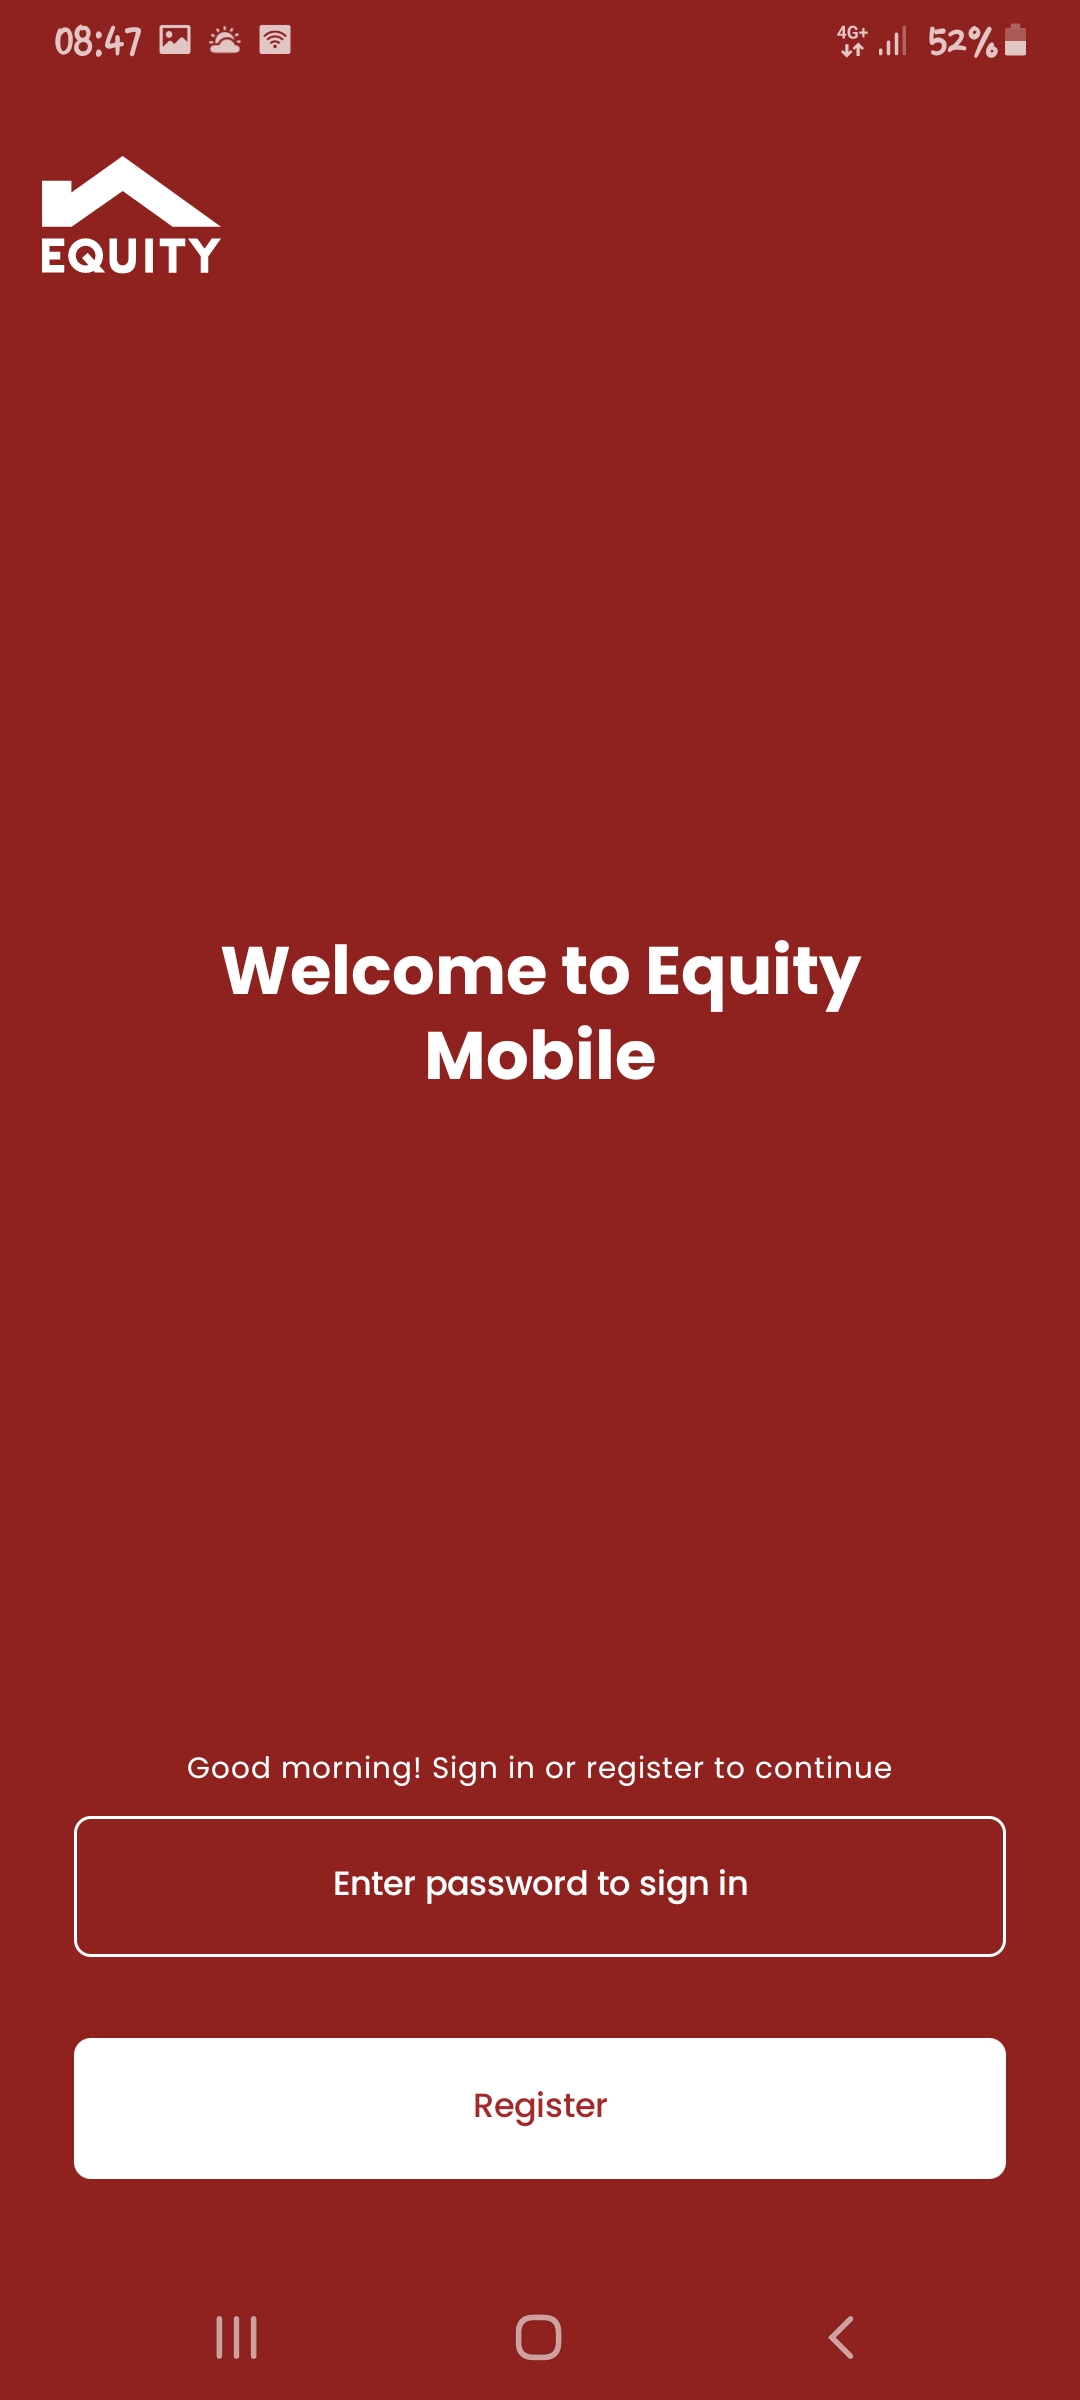 08:47
4G+
52%
EQUITY
Welcome to Equity
Mobile
Good morning! Sign in or register to continue
Enter password to sign in
Register